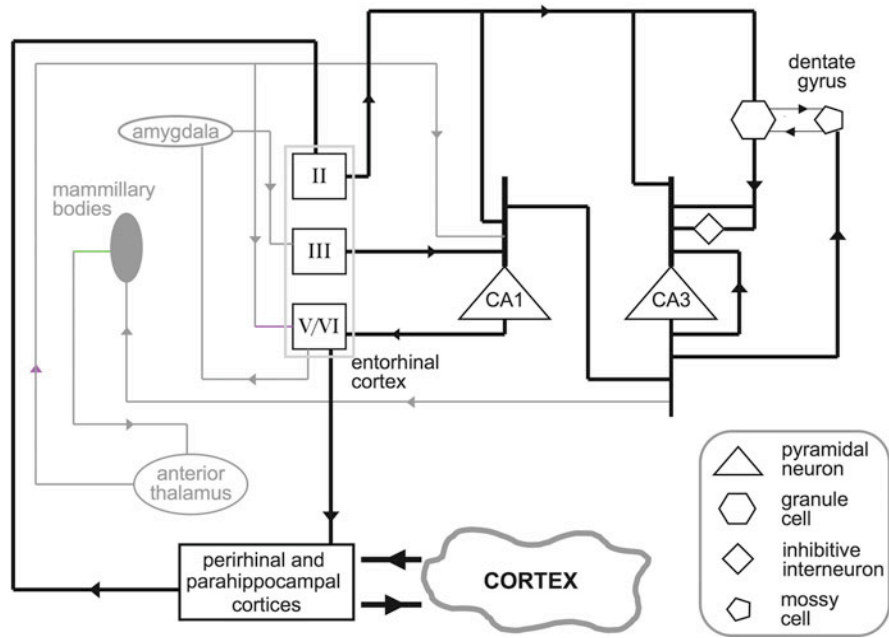 dentate
gyrus
amygdala
II
mammillary
bodies
III
CA1
CA3
V/VI
entorhinal
cortex
anterior
thalamus
pyramidal
neuron
granule
cell
inhibitive
interneuron
mossy
cell
perirhinal and
parahippocampal
cortices
CORTEX